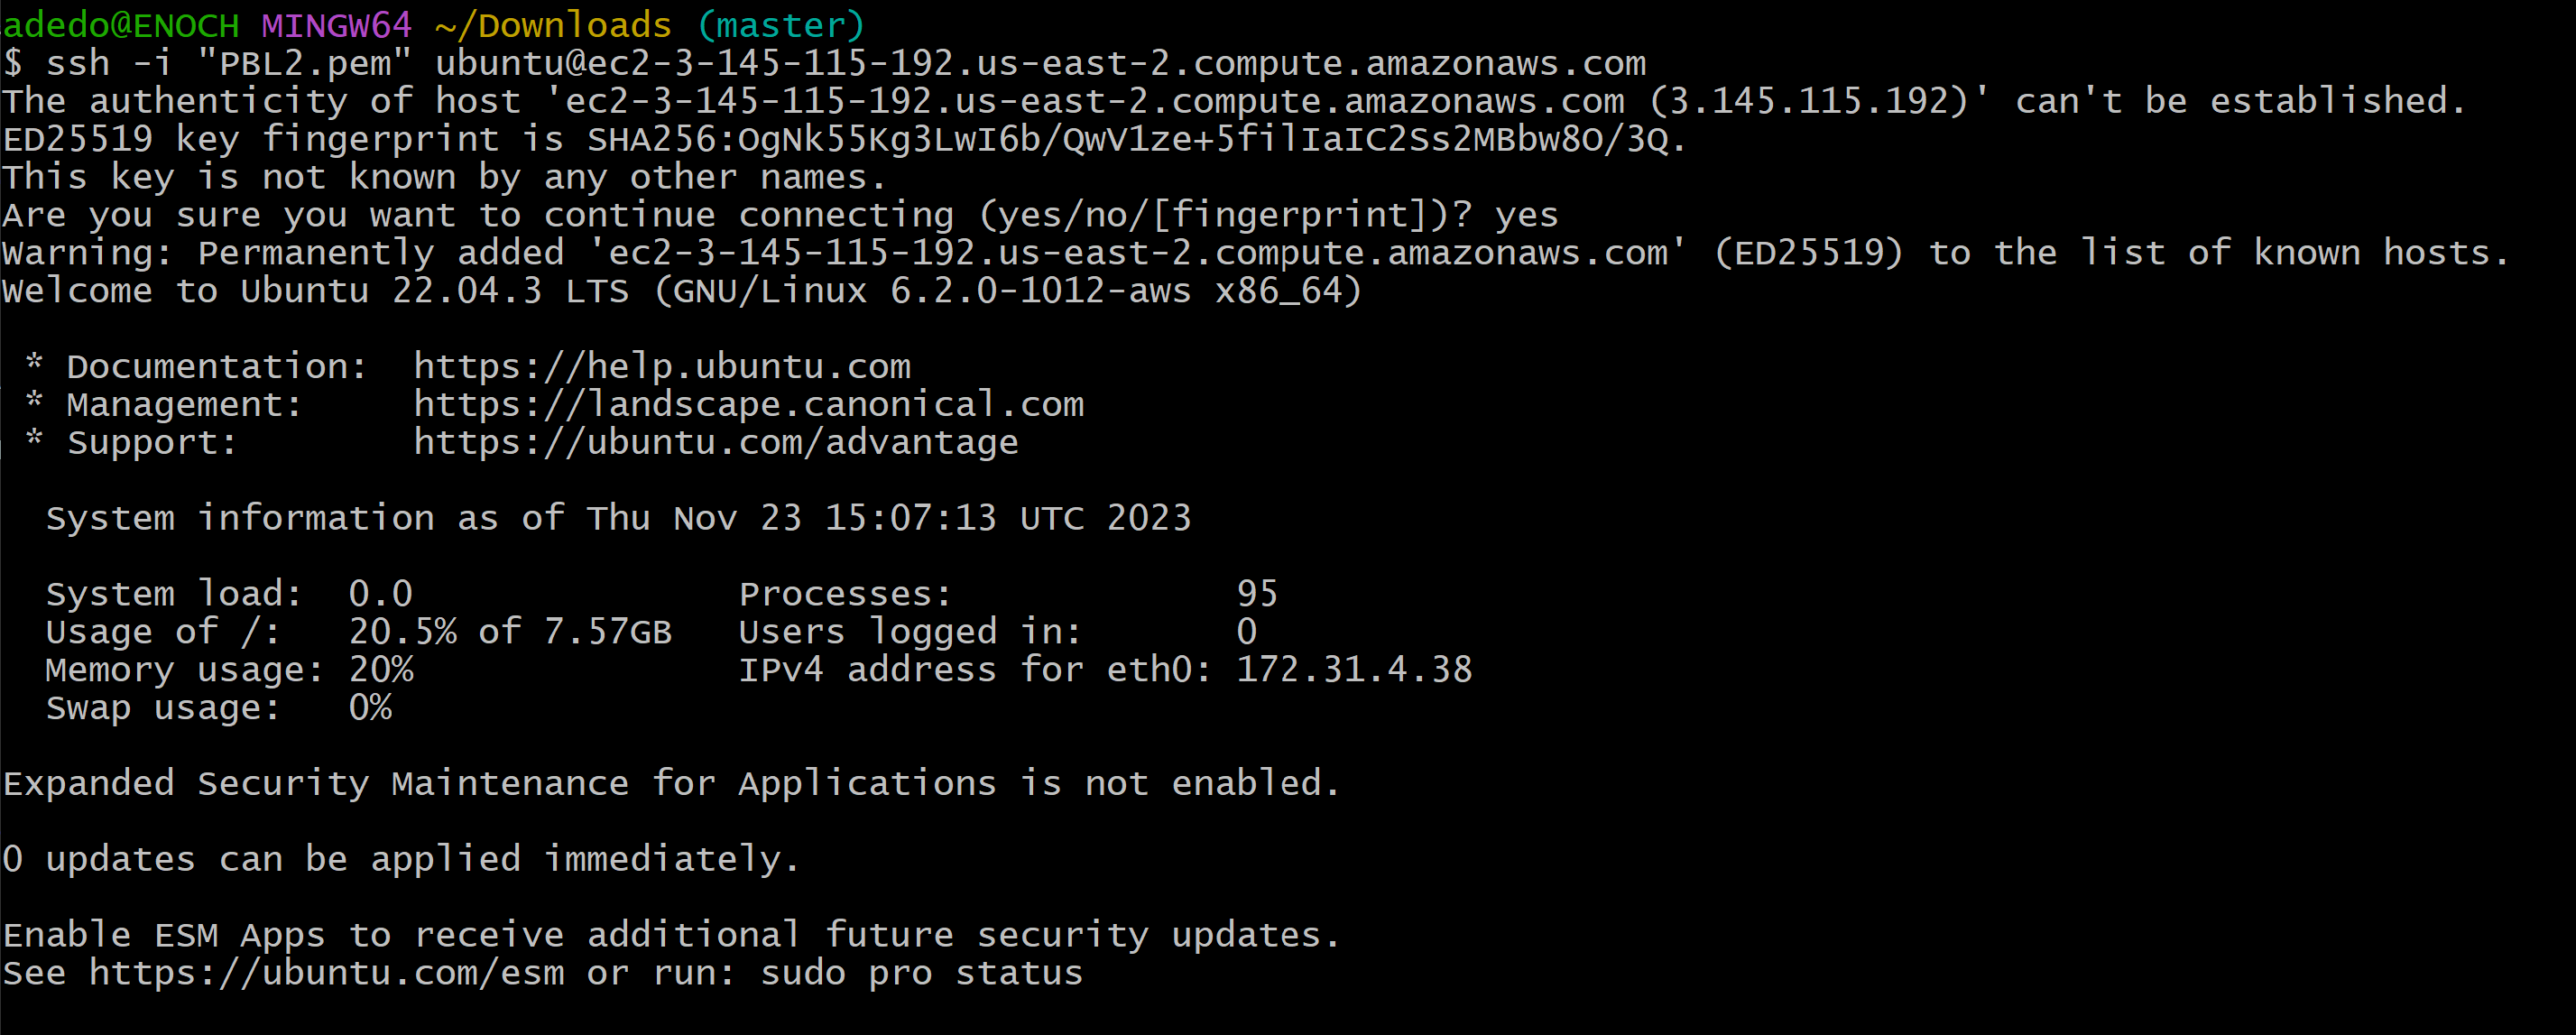 adedo@ENOCH MINGW64 ~/Downloads (master)
$ ssh -i "PBL2.pem" ubuntu@ec2-3-145-115-192.us-east-2.compute.amazonaws.com
The authenticity of host 'ec2-3-145-115-192.us-east-2.compute.amazonaws.com (3.145.115.192)' can't be established.
ED25519 key fingerprint is SHA256:OgNk55Kg3LwI6b/QwV1ze+5filIaIC2Ss2MBbw8O/3Q.
This key is not known by any other names.
Are you sure you want to continue connecting (yes/no/[fingerprint])? yes
Warning: Permanently added 'ec2-3-145-115-192.us-east-2.compute.amazonaws.com' (ED25519) to the list of known hosts.
Welcome to Ubuntu 22.04.3 LTS (GNU/Linux 6.2.0-1012-aws x86_64)

 * Documentation:  https://help.ubuntu.com
 * Management:     https://landscape.canonical.com
 * Support:        https://ubuntu.com/advantage

  System information as of Thu Nov 23 15:07:13 UTC 2023

  System load:  0.0               Processes:             95
  Usage of /:   20.5% of 7.57GB   Users logged in:       0
  Memory usage: 20%               IPv4 address for eth0: 172.31.4.38
  Swap usage:   0%

Expanded Security Maintenance for Applications is not enabled.

0 updates can be applied immediately.

Enable ESM Apps to receive additional future security updates.
See https://ubuntu.com/esm or run: sudo pro status